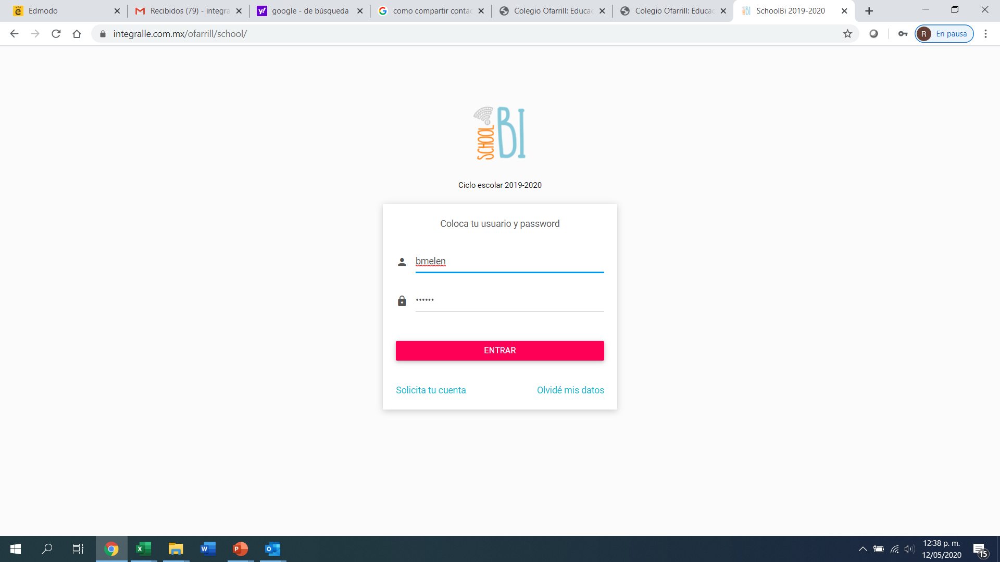 Edmodo
Recibidos (79) - integra
google - de búsqueda
como compartir contac
Colegio Ofarrill: Educac
Colegio Ofarrill: Educac
SchoolBi 2019-2020
integralle.com.mx/ofarrill/school/
R En pausa
SCHOOL BI
Ciclo escolar 2019-2020
Coloca tu usuario y password
bmelen
••••••
ENTRAR
Solicita tu cuenta
Olvidé mis datos
12:38 p. m.
12/05/2020
15